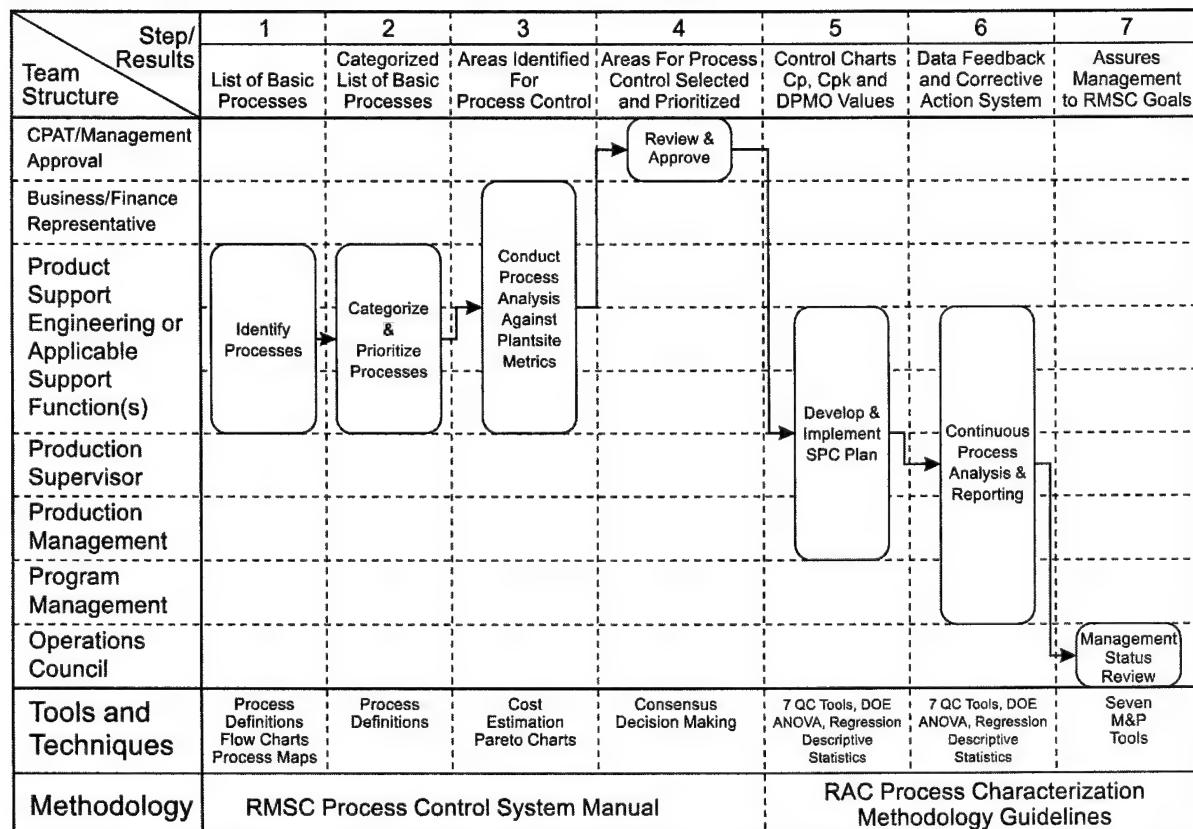 Step/
Results
Team
Structure
1
2
3
4
5
6
7
List of Basic
Processes
Categorized
List of Basic
Processes
Areas Identified
For
Process Control
Areas For Process
Control Selected
and Prioritized
Control Charts
Cp, Cpk and
DPMO Values
Data Feedback
and Corrective
Action System
Assures
Management
to RMSC Goals
CPAT/Management
Approval
Review &
Approve
Business/Finance
Representative
Product
Support
Engineering or
Applicable
Support
Function(s)
Identify
Processes
Categorize
&
Prioritize
Processes
Conduct
Process
Analysis
Against
Plantsite
Metrics
Develop &
Implement
SPC Plan
Continuous
Process
Analysis &
Reporting
Production
Supervisor
Production
Management
Program
Management
Operations
Council
Management
Status
Review
Tools and
Techniques
Process
Definitions
Flow Charts
Process Maps
Process
Definitions
Cost
Estimation
Pareto Charts
Consensus
Decision Making
7 QC Tools, DOE
ANOVA, Regression
Descriptive
Statistics
7 QC Tools, DOE
ANOVA, Regression
Descriptive
Statistics
Seven
M&P
Tools
Methodology
RMSC Process Control System Manual
RAC Process Characterization
Methodology Guidelines